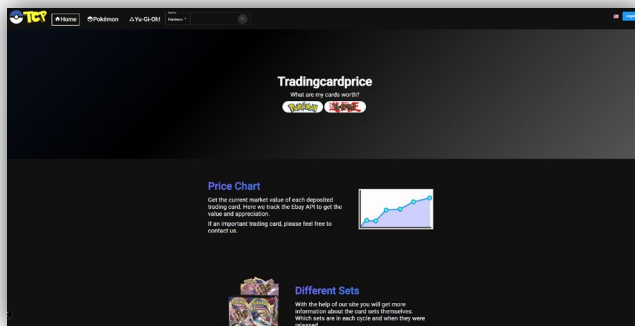 TCP
Home
Pokémon
Yu-Gi-Oh!
Pokémon
Tradingcardprice
What are my cards worth?
Pokémon
Price Chart
Get the current market value of each deposited
trading card. Here we track the Ebay API to get the
value and appreciation.
If an important trading card, please feel free to
contact us.
Different Sets
With the help of our site you will get more
information about the card sets themselves:
Which sets are in each cycle and when they were
released